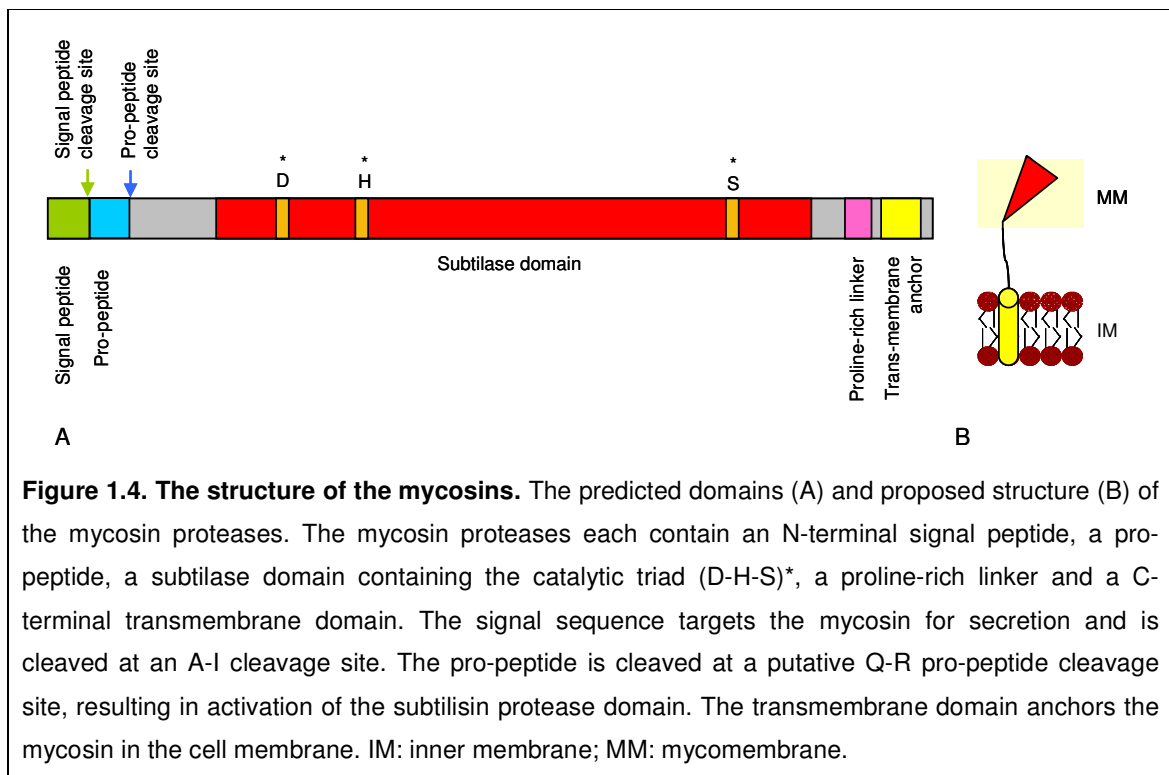 Signal peptide
cleavage site
Pro-peptide
cleavage site
*
D
*
H
*
S
MM
Subtilase domain
Signal peptide
Pro-peptide
Proline-rich linker
Trans-membrane
anchor
IM
A
B
Figure 1.4. The structure of the mycosins. The predicted domains (A) and proposed structure (B) of
the mycosin proteases. The mycosin proteases each contain an N-terminal signal peptide, a pro-
peptide, a subtilase domain containing the catalytic triad (D-H-S)*, a proline-rich linker and a C-
terminal transmembrane domain. The signal sequence targets the mycosin for secretion and is
cleaved at an A-I cleavage site. The pro-peptide is cleaved at a putative Q-R pro-peptide cleavage
site, resulting in activation of the subtilisin protease domain. The transmembrane domain anchors the
mycosin in the cell membrane. IM: inner membrane; MM: mycomembrane.